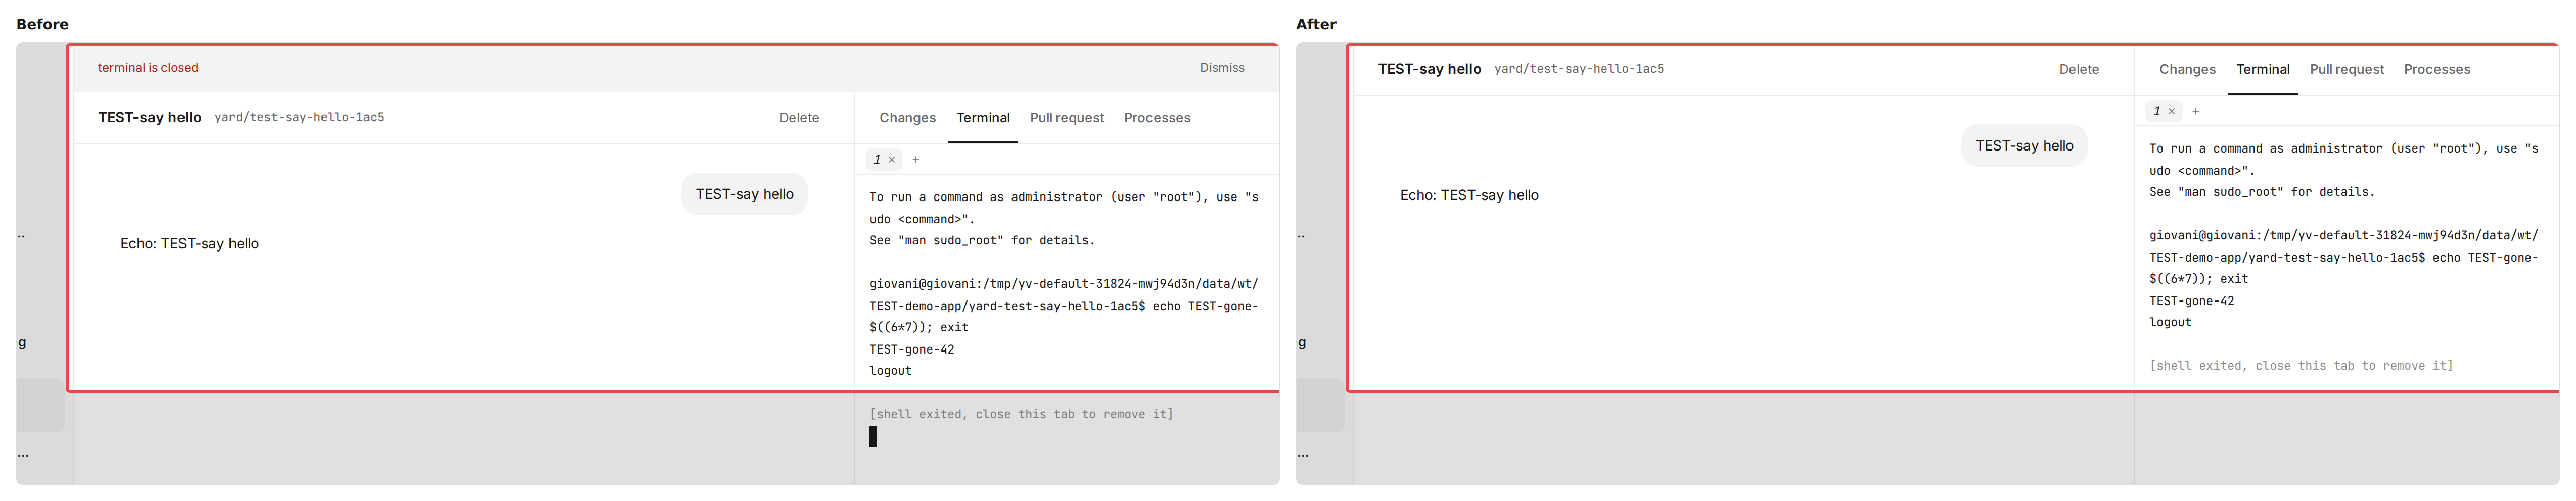 Before
terminal is closed
Dismiss
TEST-say hello yard/test-say-hello-1ac5
Delete
Changes Terminal Pull request Processes
1 × +
TEST-say hello
Echo: TEST-say hello
To run a command as administrator (user "root"), use "s
udo <command>".
See "man sudo_root" for details.
giovani@giovani:/tmp/yv-default-31824-mwj94d3n/data/wt/
TEST-demo-app/yard-test-say-hello-1ac5$ echo TEST-gone-
$((6*7)); exit
TEST-gone-42
logout
[shell exited, close this tab to remove it]
..
g
...
After
TEST-say hello yard/test-say-hello-1ac5
Delete
Changes Terminal Pull request Processes
1 × +
TEST-say hello
Echo: TEST-say hello
To run a command as administrator (user "root"), use "s
udo <command>".
See "man sudo_root" for details.
giovani@giovani:/tmp/yv-default-31824-mwj94d3n/data/wt/
TEST-demo-app/yard-test-say-hello-1ac5$ echo TEST-gone-
$((6*7)); exit
TEST-gone-42
logout
[shell exited, close this tab to remove it]
..
g
...